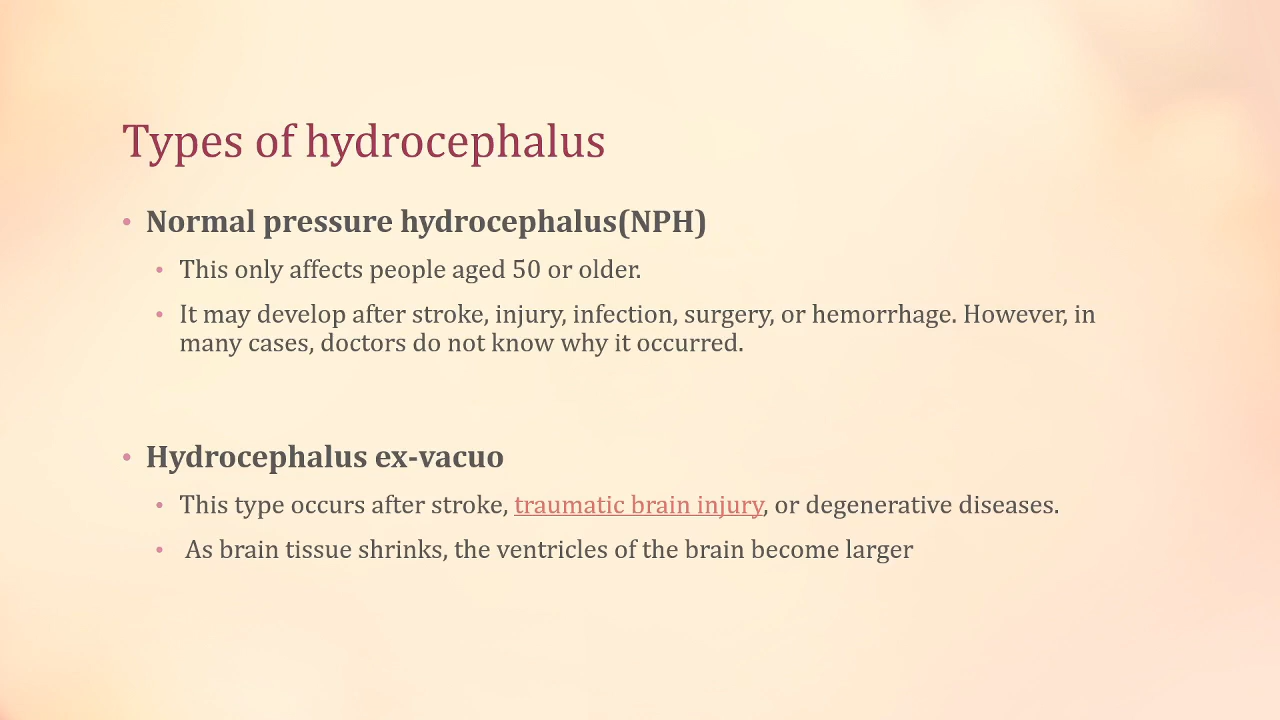 Types of hydrocephalus
• Normal pressure hydrocephalus(NPH)
• This only affects people aged 50 or older.
• It may develop after stroke, injury, infection, surgery, or hemorrhage. However, in
many cases, doctors do not know why it occurred.
• Hydrocephalus ex-vacuo
• This type occurs after stroke, traumatic brain injury, or degenerative diseases.
• As brain tissue shrinks, the ventricles of the brain become larger